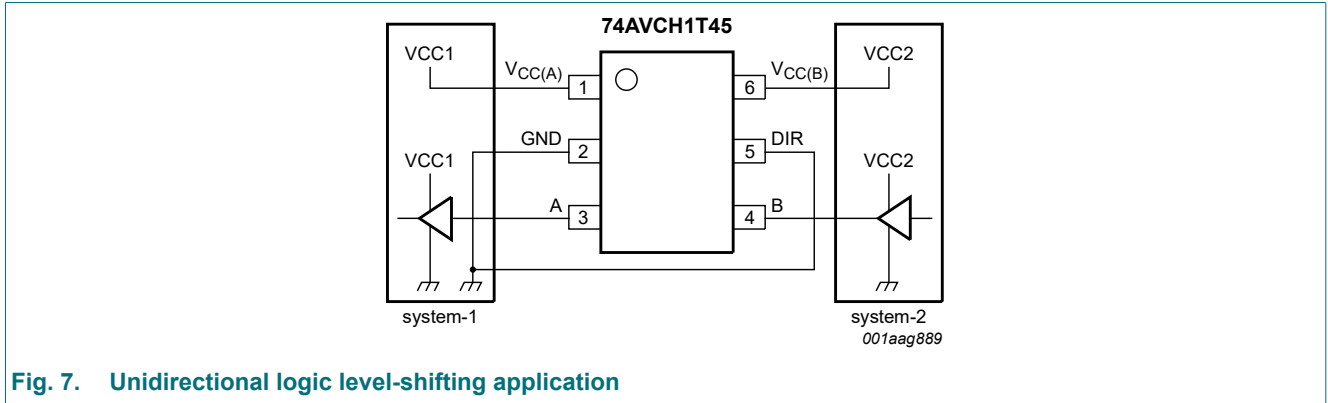 74AVCH1T45
VCC1
VCC(A)
1
6
VCC(B)
VCC2
GND
2
5
DIR
VCC1
VCC2
A
3
4
B
system-1
system-2
001aag889
Fig. 7. Unidirectional logic level-shifting application